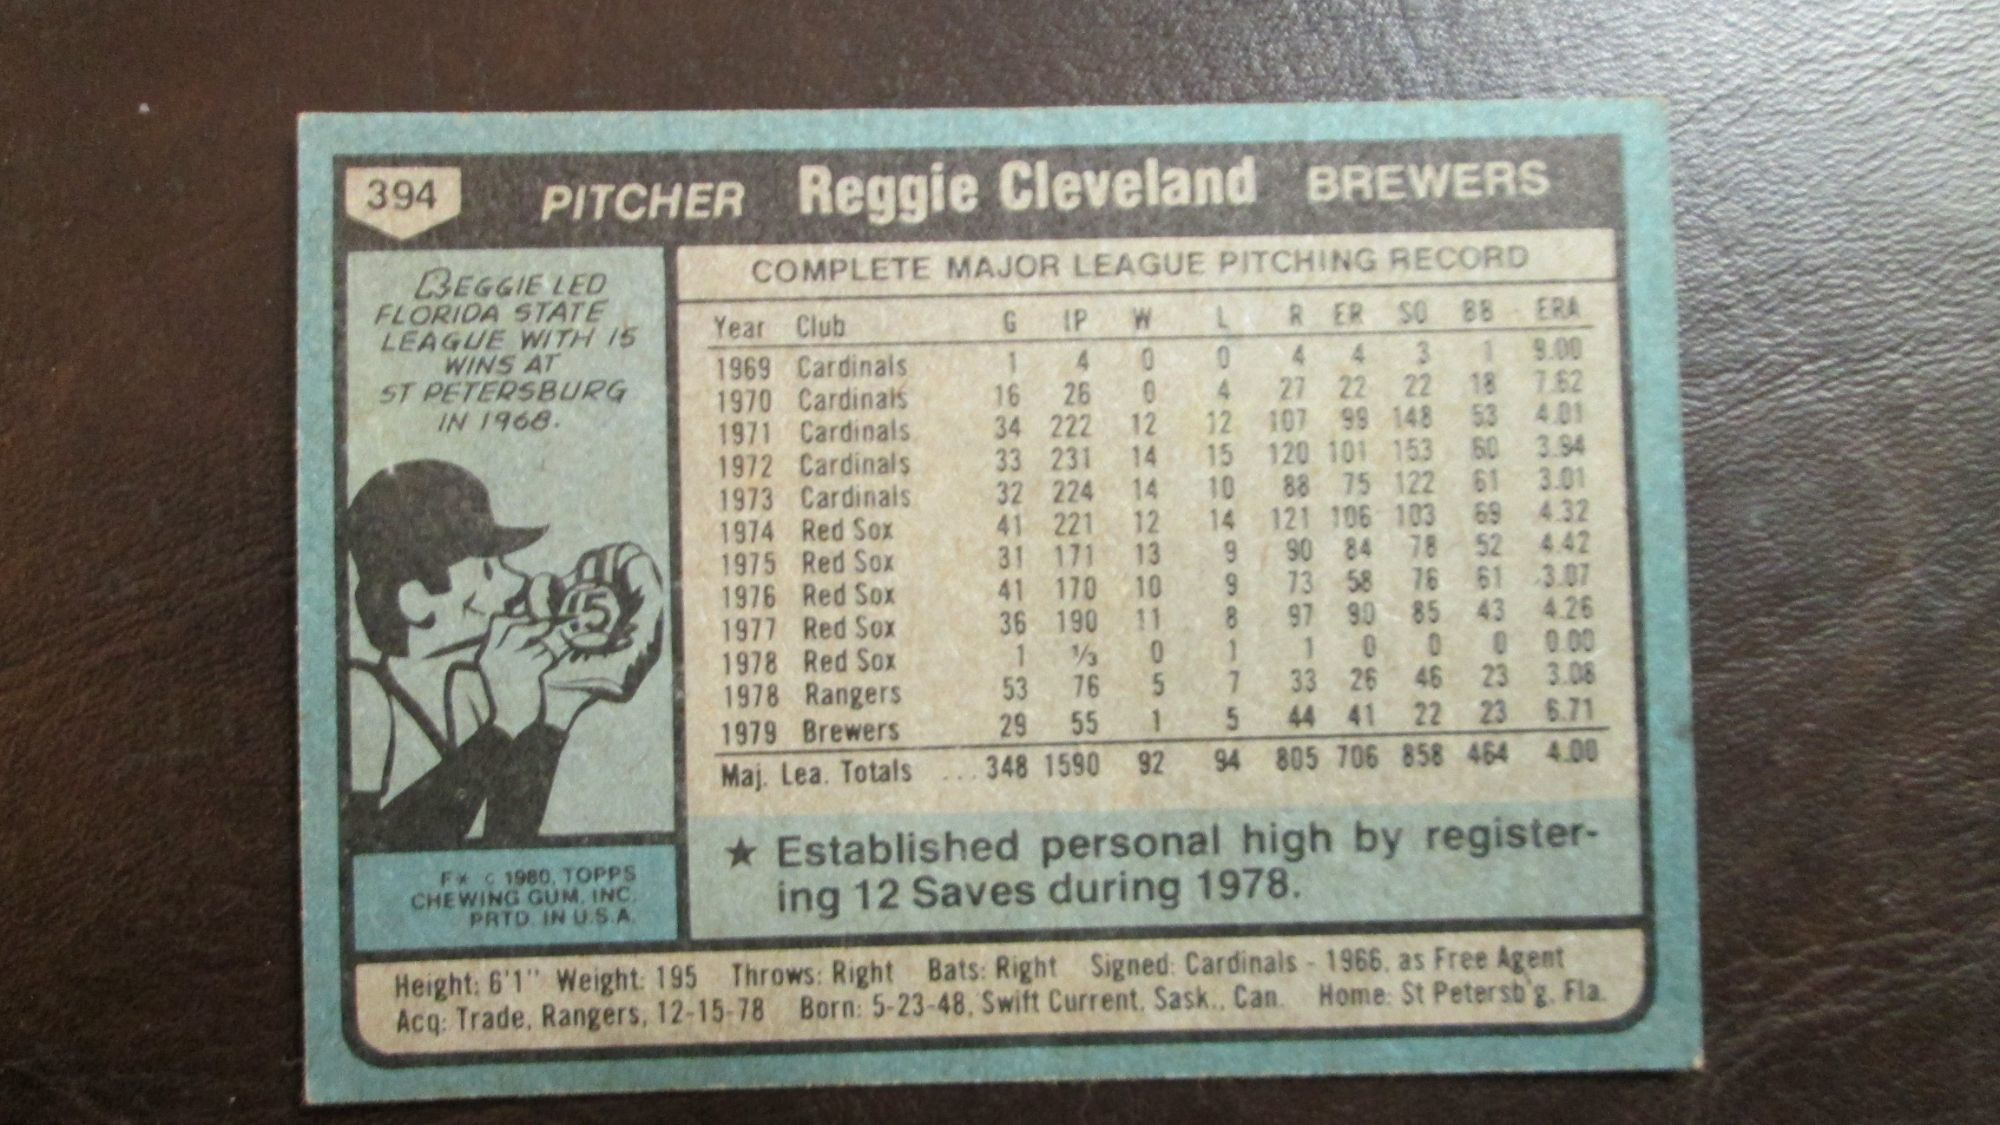 394 PITCHER Reggie Cleveland BREWERS
REGGIE LED
FLORIDA STATE
LEAGUE WITH 15
WINS AT
ST PETERSBURG
IN 1968.
15
F* © 1980, TOPPS
CHEWING GUM, INC.
PRTD. IN U.S.A.
COMPLETE MAJOR LEAGUE PITCHING RECORD
Year Club G IP W L R ER SO BB ERA
1969 Cardinals 1 4 0 0 4 4 3 1 9.00
1970 Cardinals 16 26 0 4 27 22 22 18 7.62
1971 Cardinals 34 222 12 12 107 99 148 53 4.01
1972 Cardinals 33 231 14 15 120 101 153 60 3.94
1973 Cardinals 32 224 14 10 88 75 122 61 3.01
1974 Red Sox 41 221 12 14 121 106 103 69 4.32
1975 Red Sox 31 171 13 9 90 84 78 52 4.42
1976 Red Sox 41 170 10 9 73 58 76 61 3.07
1977 Red Sox 36 190 11 8 97 90 85 43 4.26
1978 Red Sox 1 ⅓ 0 1 1 0 0 0 0.00
1978 Rangers 53 76 5 7 33 26 46 23 3.08
1979 Brewers 29 55 1 5 44 41 22 23 6.71
Maj. Lea. Totals ... 348 1590 92 94 805 706 858 464 4.00
★ Established personal high by register-
ing 12 Saves during 1978.
Height: 6'1" Weight: 195 Throws: Right Bats: Right Signed: Cardinals - 1966, as Free Agent
Acq: Trade, Rangers, 12-15-78 Born: 5-23-48, Swift Current, Sask., Can. Home: St Petersb'g, Fla.